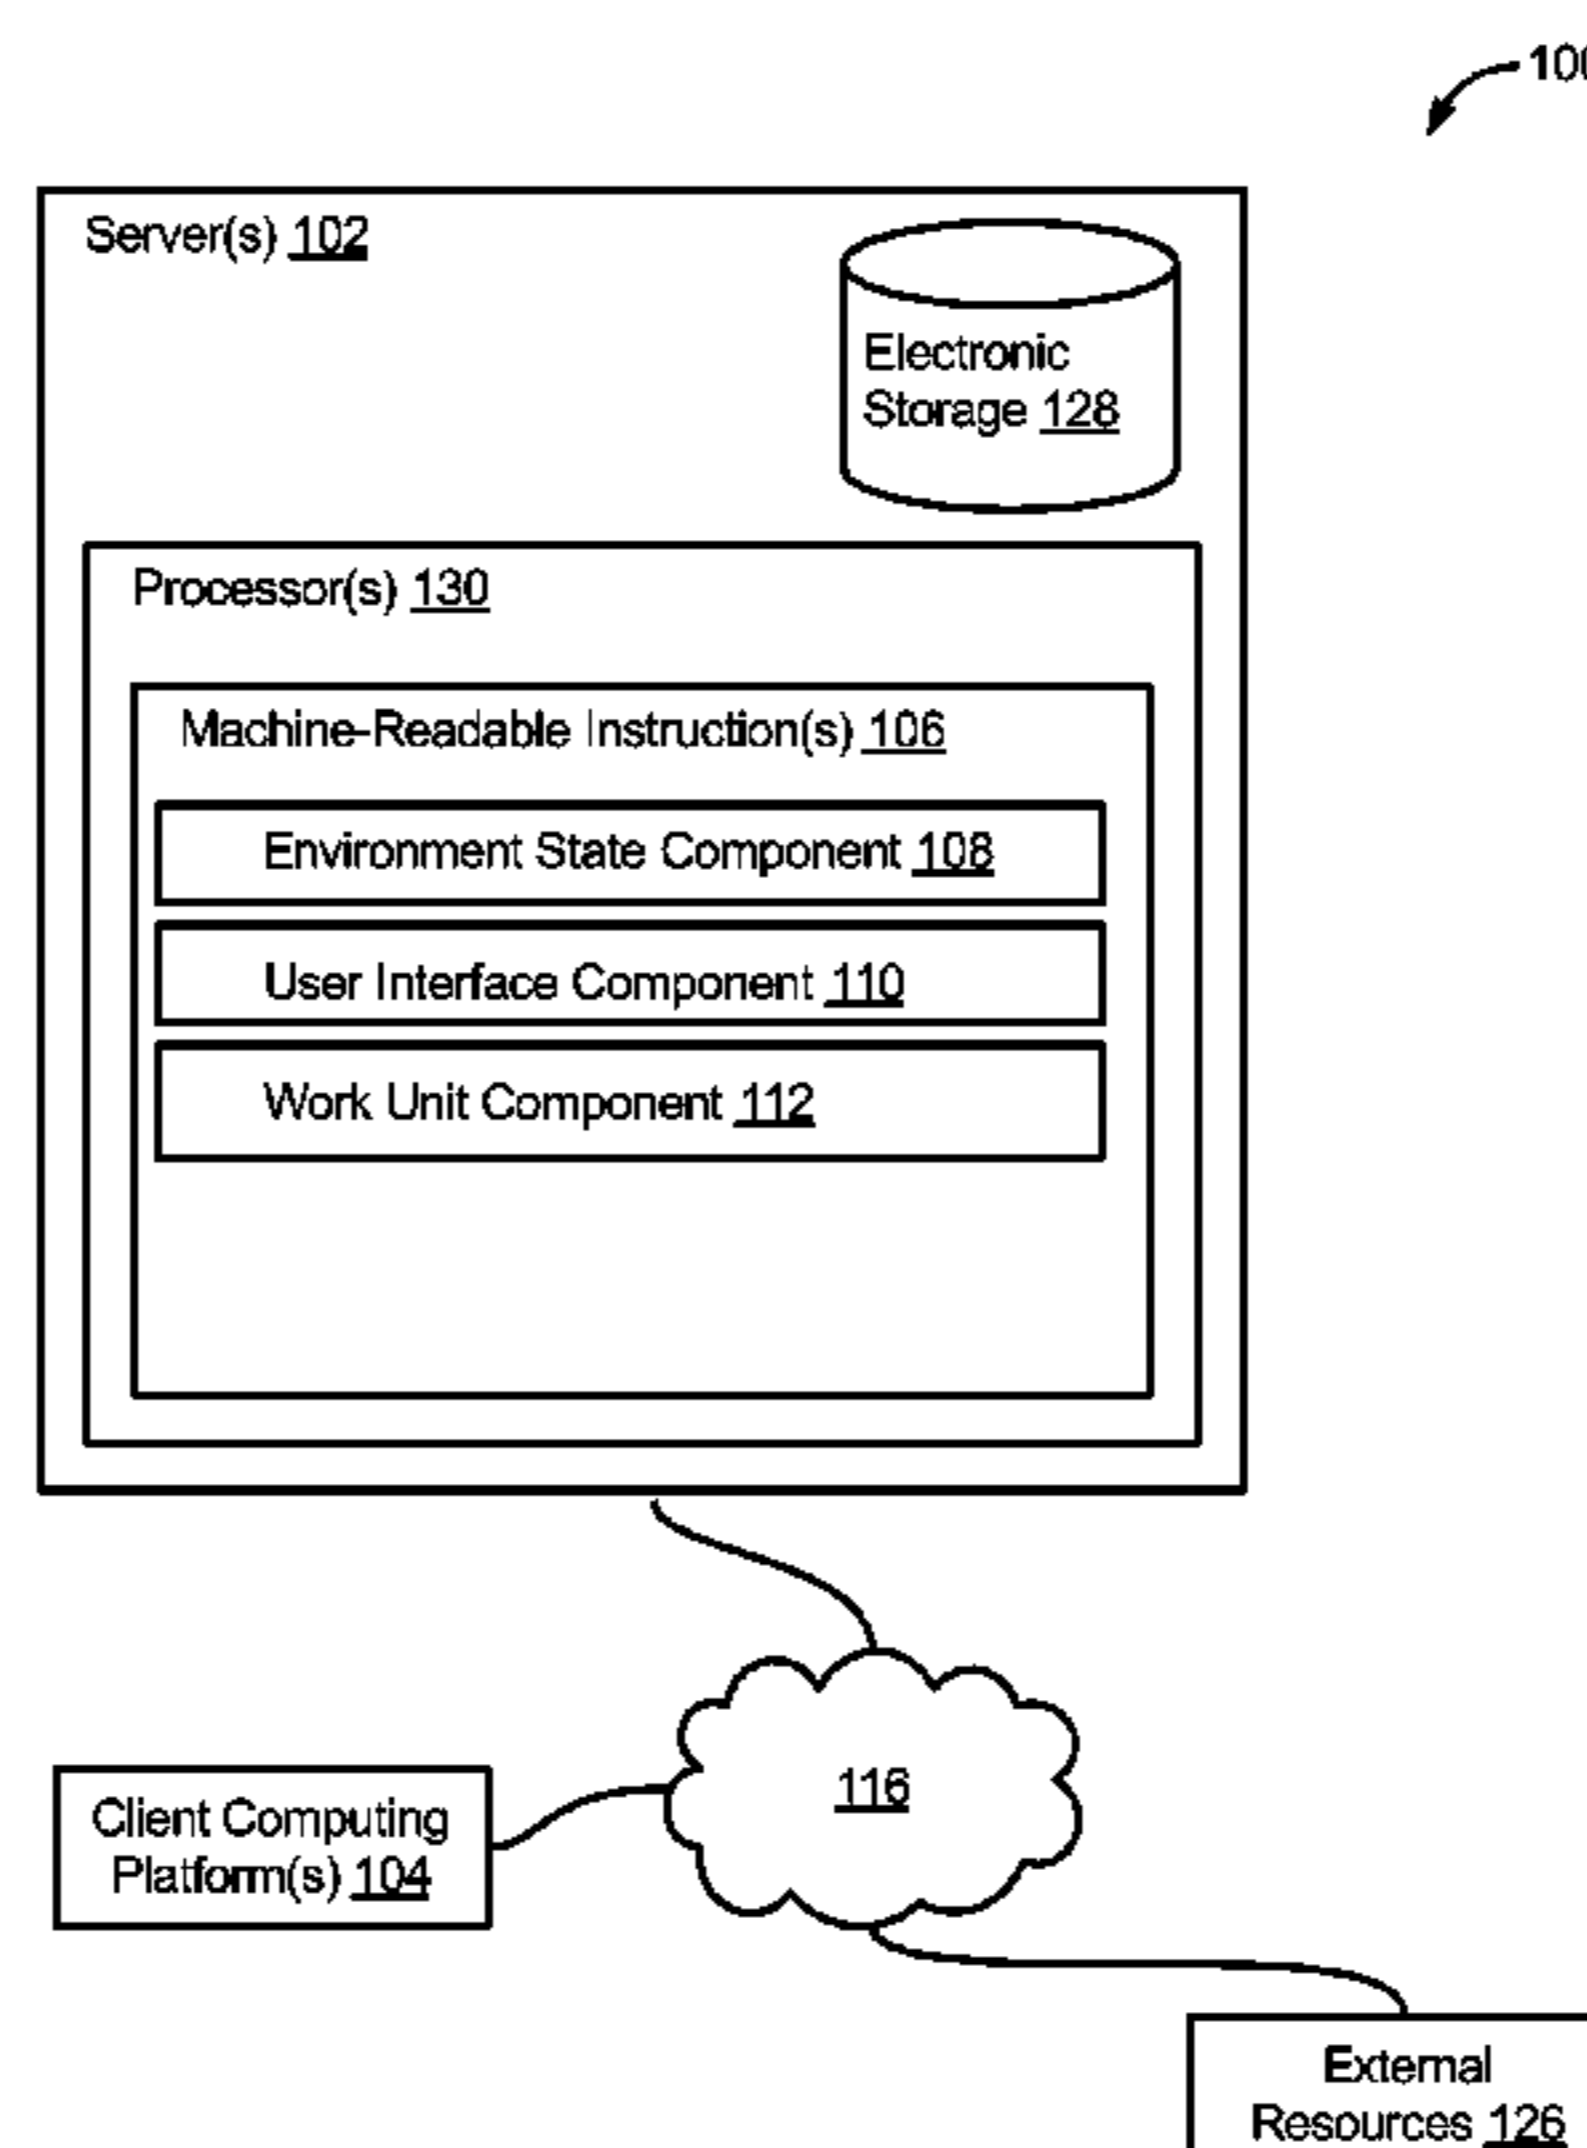 100
Server(s) 102
Electronic
Storage 128
Processor(s) 130
Machine-Readable Instruction(s) 106
Environment State Component 108
User Interface Component 110
Work Unit Component 112
116
Client Computing
Platform(s) 104
External
Resources 126